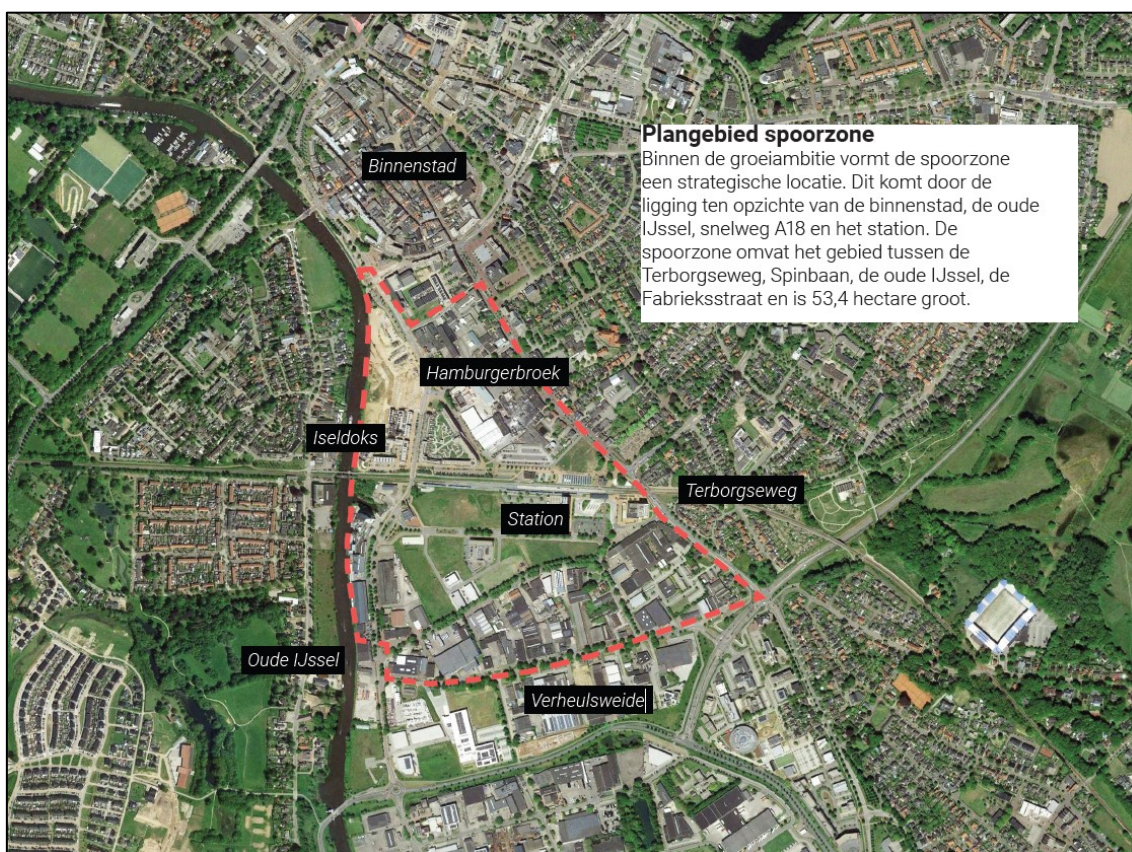 Plangebied spoorzone
Binnen de groeiambitie vormt de spoorzone
een strategische locatie. Dit komt door de
ligging ten opzichte van de binnenstad, de oude
IJssel, snelweg A18 en het station. De
spoorzone omvat het gebied tussen de
Terborgseweg, Spinbaan, de oude IJssel, de
Fabrieksstraat en is 53,4 hectare groot.
Binnenstad
Hamburgerbroek
Iseldoks
Terborgseweg
Station
Oude IJssel
Verheulsweide